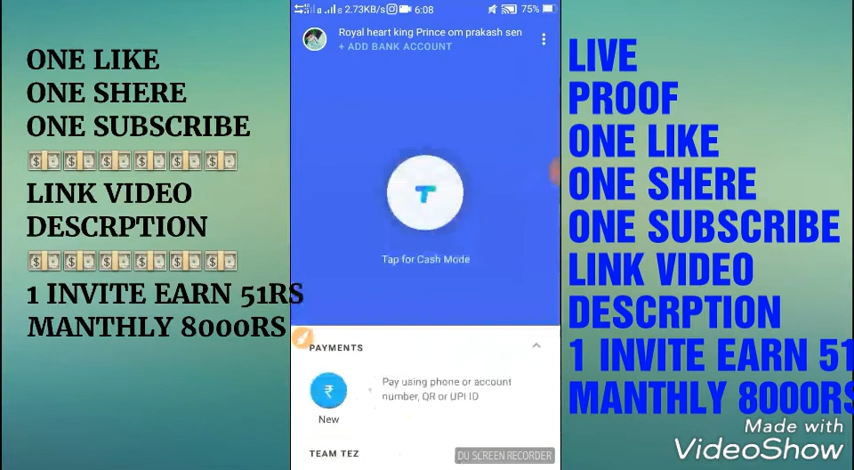 ONE LIKE
ONE SHERE
ONE SUBSCRIBE
LINK VIDEO
DESCRPTION
1 INVITE EARN 51RS
MANTHLY 8000RS
2.73KB/S 6:08 75%
Royal heart king Prince om prakash sen
+ ADD BANK ACCOUNT
Tap for Cash Mode
PAYMENTS
Pay using phone or account
number, QR or UPI ID
New
TEAM TEZ
DU SCREEN RECORDER
LIVE
PROOF
ONE LIKE
ONE SHERE
ONE SUBSCRIBE
LINK VIDEO
DESCRPTION
1 INVITE EARN 51
MANTHLY 8000RS
Made with
VideoShow